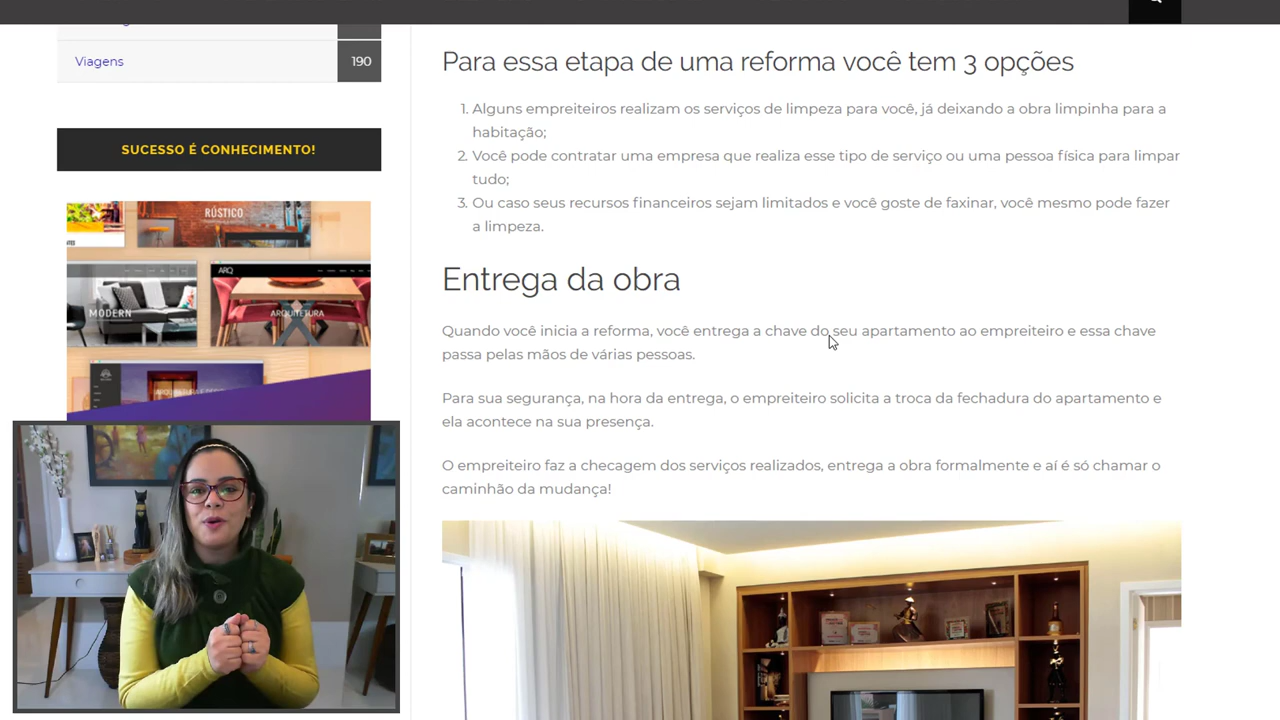 Viagens
190
SUCESSO É CONHECIMENTO!
RÚSTICO
ARQ
MODERN
ARQUITETURA
Para essa etapa de uma reforma você tem 3 opções
1. Alguns empreiteiros realizam os serviços de limpeza para você, já deixando a obra limpinha para a
habitação;
2. Você pode contratar uma empresa que realiza esse tipo de serviço ou uma pessoa física para limpar
tudo;
3. Ou caso seus recursos financeiros sejam limitados e você goste de faxinar, você mesmo pode fazer
a limpeza.
Entrega da obra
Quando você inicia a reforma, você entrega a chave do seu apartamento ao empreiteiro e essa chave
passa pelas mãos de várias pessoas.
Para sua segurança, na hora da entrega, o empreiteiro solicita a troca da fechadura do apartamento e
ela acontece na sua presença.
O empreiteiro faz a checagem dos serviços realizados, entrega a obra formalmente e aí é só chamar o
caminhão da mudança!